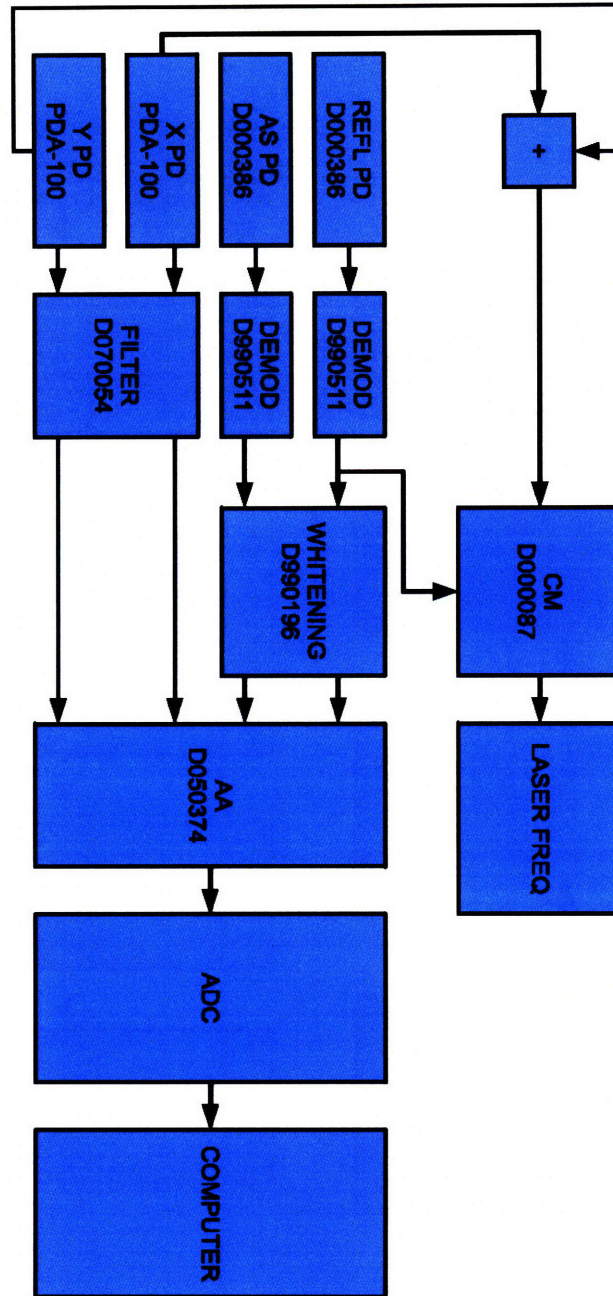 REFL PD
D000386
AS PD
D000386
X PD
PDA-100
Y PD
PDA-100
+
DEMOD
D990511
DEMOD
D990511
FILTER
D070054
CM
D000087
WHITENING
D990196
LASER FREQ
AA
D050374
ADC
COMPUTER